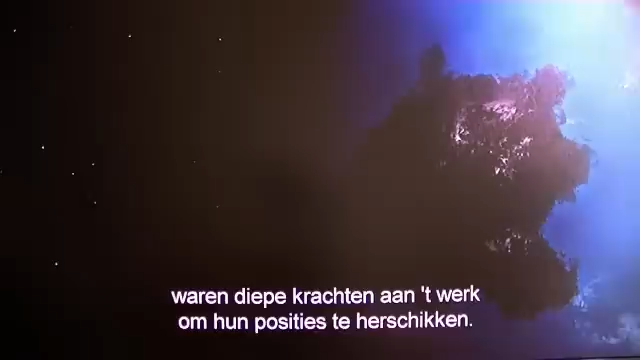 waren diepe krachten aan 't werk
om hun posities te herschikken.